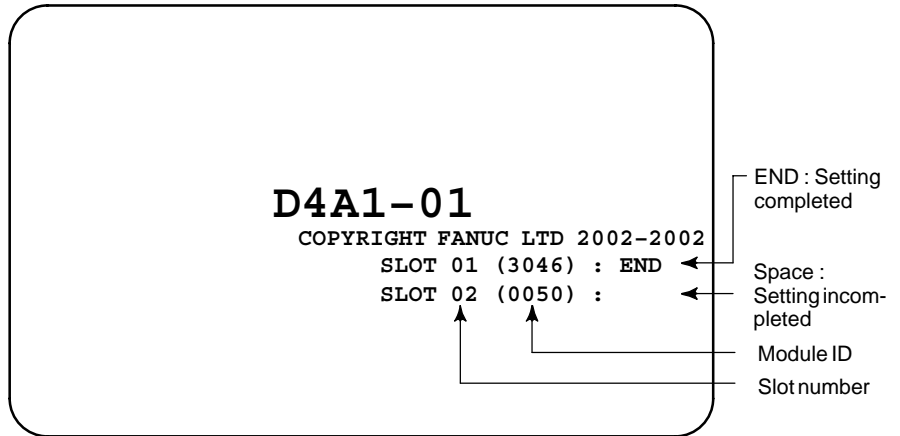 D4A1-01
COPYRIGHT FANUC LTD 2002-2002
SLOT 01 (3046) : END
SLOT 02 (0050) :
END : Setting
completed
Space :
Setting incom-
pleted
Module ID
Slot number